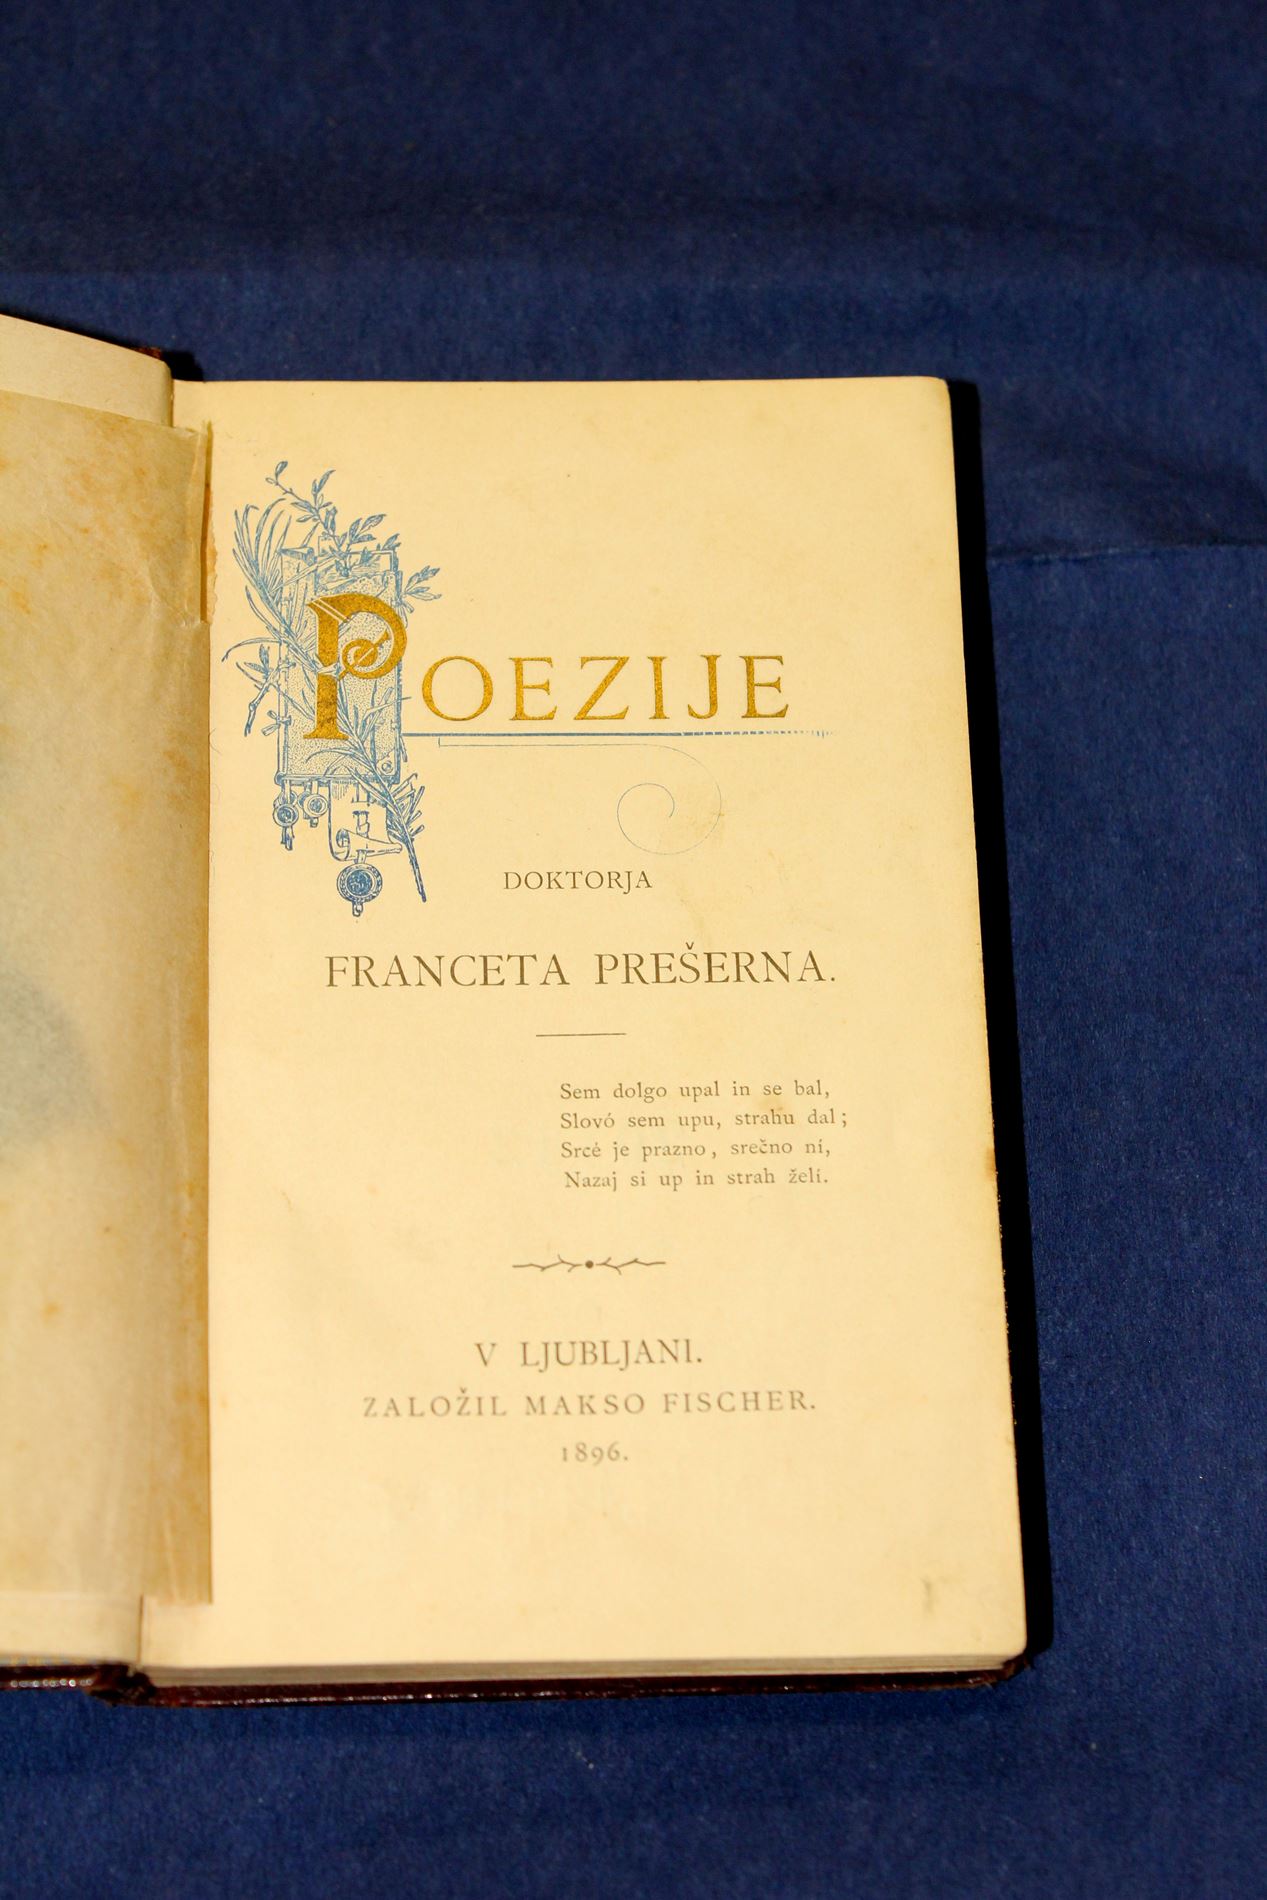 POEZIJE
DOKTORJA
FRANCETA PREŠERNA.
Sem dolgo upal in se bal,
Slovó sem upu, strahu dal;
Srcé je prazno, srečno ní,
Nazaj si up in strah želí.
V LJUBLJANI.
ZALOŽIL MAKSO FISCHER.
1896.